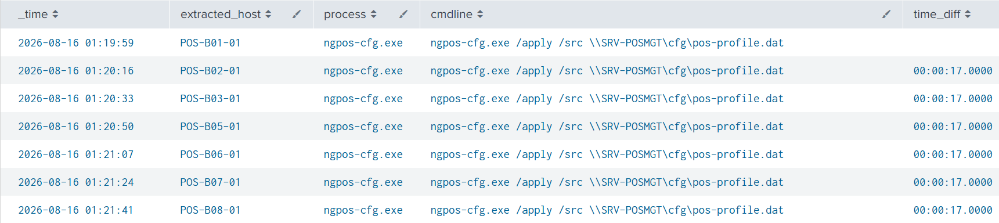 _time extracted_host process cmdline time_diff
2026-08-16 01:19:59 POS-B01-01 ngpos-cfg.exe ngpos-cfg.exe /apply /src \\SRV-POSMGT\cfg\pos-profile.dat
2026-08-16 01:20:16 POS-B02-01 ngpos-cfg.exe ngpos-cfg.exe /apply /src \\SRV-POSMGT\cfg\pos-profile.dat 00:00:17.0000
2026-08-16 01:20:33 POS-B03-01 ngpos-cfg.exe ngpos-cfg.exe /apply /src \\SRV-POSMGT\cfg\pos-profile.dat 00:00:17.0000
2026-08-16 01:20:50 POS-B05-01 ngpos-cfg.exe ngpos-cfg.exe /apply /src \\SRV-POSMGT\cfg\pos-profile.dat 00:00:17.0000
2026-08-16 01:21:07 POS-B06-01 ngpos-cfg.exe ngpos-cfg.exe /apply /src \\SRV-POSMGT\cfg\pos-profile.dat 00:00:17.0000
2026-08-16 01:21:24 POS-B07-01 ngpos-cfg.exe ngpos-cfg.exe /apply /src \\SRV-POSMGT\cfg\pos-profile.dat 00:00:17.0000
2026-08-16 01:21:41 POS-B08-01 ngpos-cfg.exe ngpos-cfg.exe /apply /src \\SRV-POSMGT\cfg\pos-profile.dat 00:00:17.0000